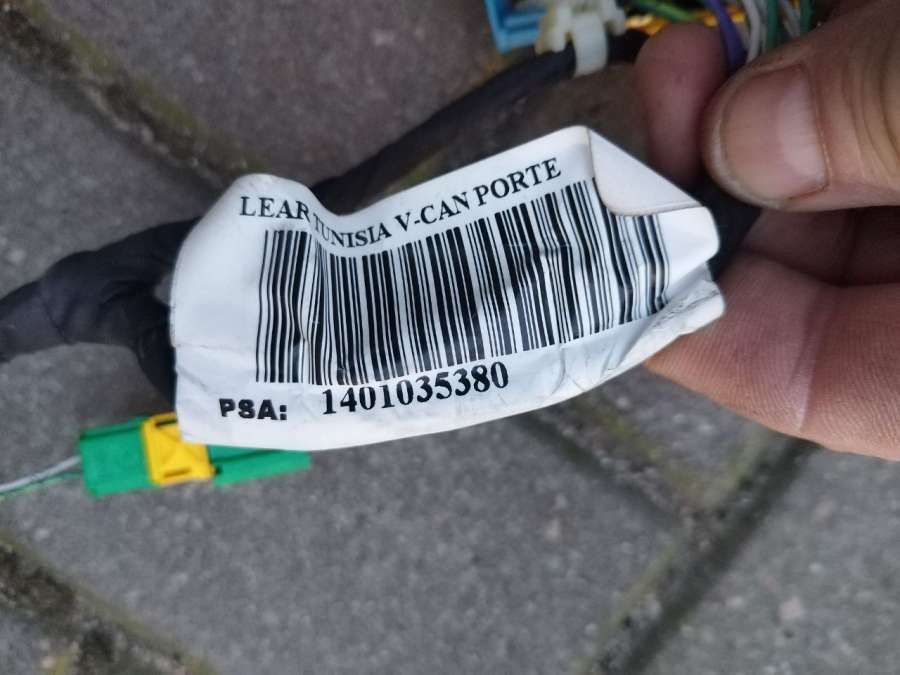 LEAR TUNISIA V-CAN PORTE
PSA: 1401035380